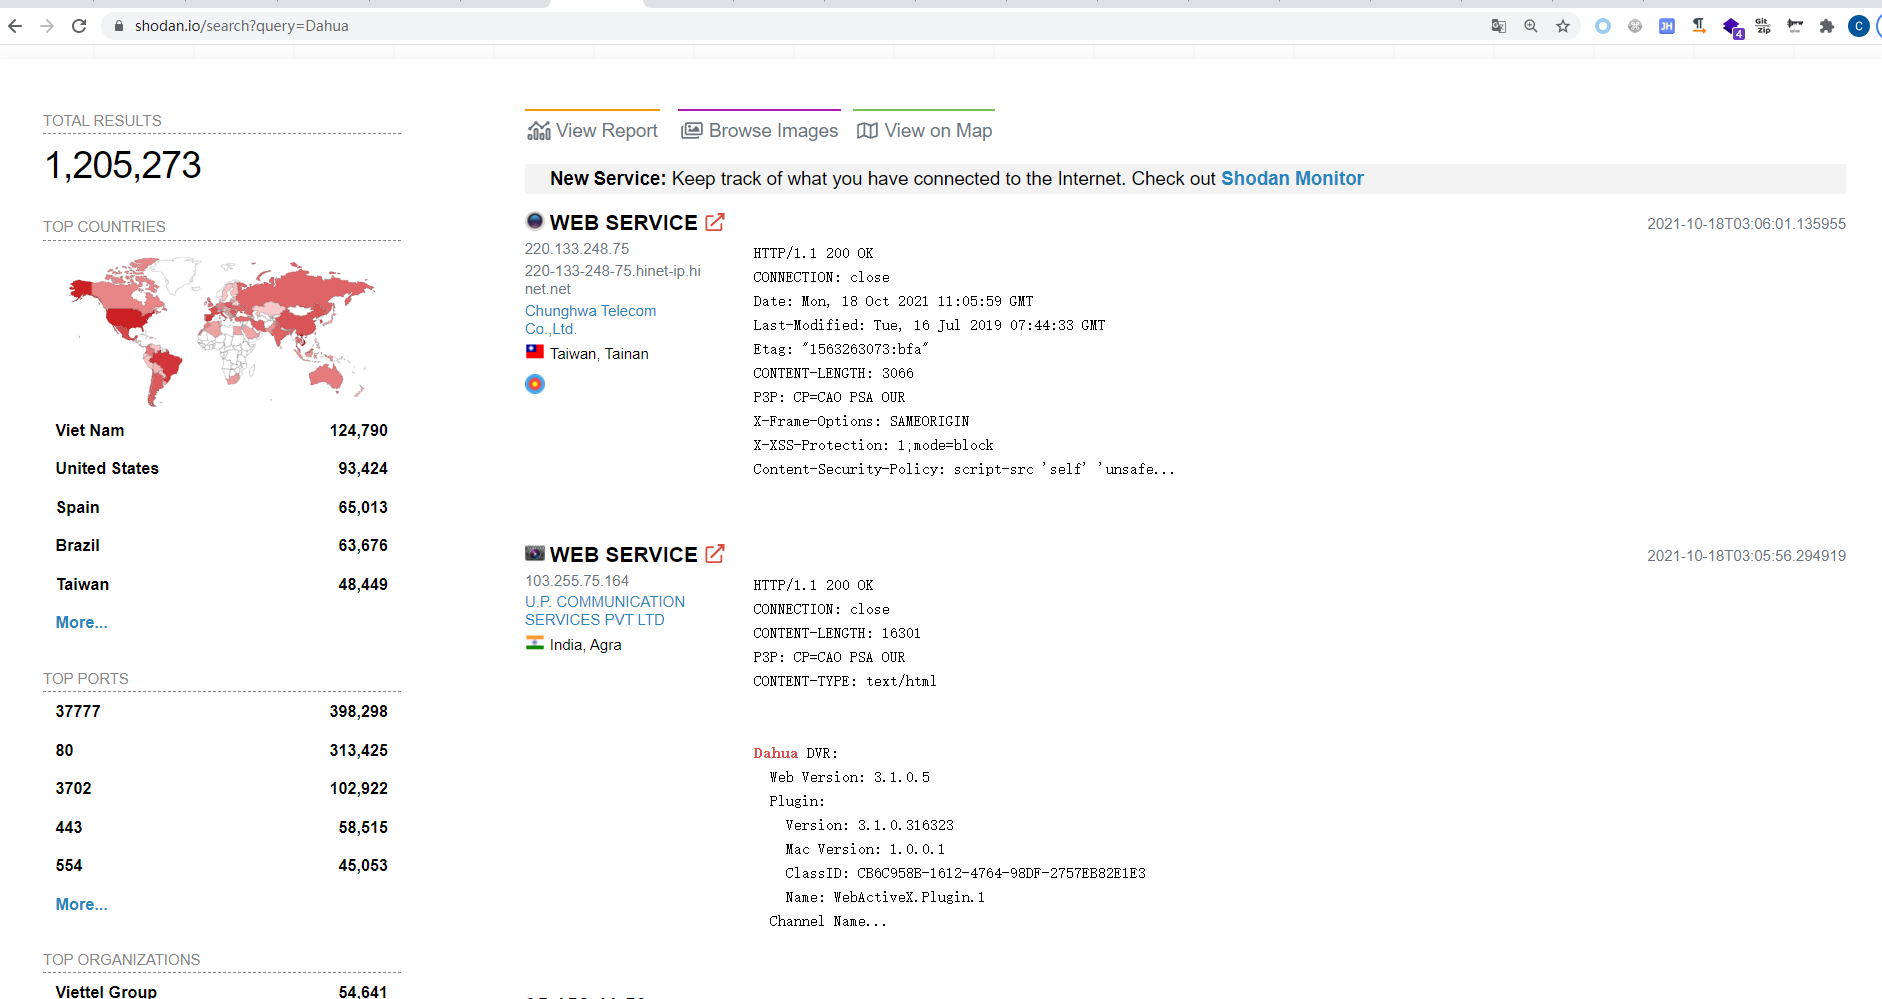 shodan.io/search?query=Dahua
JH
Git
Zip
4
C
TOTAL RESULTS
1,205,273
TOP COUNTRIES
Viet Nam 124,790
United States 93,424
Spain 65,013
Brazil 63,676
Taiwan 48,449
More...
TOP PORTS
37777 398,298
80 313,425
3702 102,922
443 58,515
554 45,053
More...
TOP ORGANIZATIONS
Viettel Group 54,641
View Report Browse Images View on Map
New Service: Keep track of what you have connected to the Internet. Check out Shodan Monitor
WEB SERVICE
2021-10-18T03:06:01.135955
220.133.248.75
220-133-248-75.hinet-ip.hi
net.net
Chunghwa Telecom
Co.,Ltd.
Taiwan, Tainan
HTTP/1.1 200 OK
CONNECTION: close
Date: Mon, 18 Oct 2021 11:05:59 GMT
Last-Modified: Tue, 16 Jul 2019 07:44:33 GMT
Etag: "1563263073:bfa"
CONTENT-LENGTH: 3066
P3P: CP=CAO PSA OUR
X-Frame-Options: SAMEORIGIN
X-XSS-Protection: 1;mode=block
Content-Security-Policy: script-src 'self' 'unsafe...
WEB SERVICE
2021-10-18T03:05:56.294919
103.255.75.164
U.P. COMMUNICATION
SERVICES PVT LTD
India, Agra
HTTP/1.1 200 OK
CONNECTION: close
CONTENT-LENGTH: 16301
P3P: CP=CAO PSA OUR
CONTENT-TYPE: text/html
Dahua DVR:
Web Version: 3.1.0.5
Plugin:
Version: 3.1.0.316323
Mac Version: 1.0.0.1
ClassID: CB6C958B-1612-4764-98DF-2757EB82E1E3
Name: WebActiveX.Plugin.1
Channel Name...